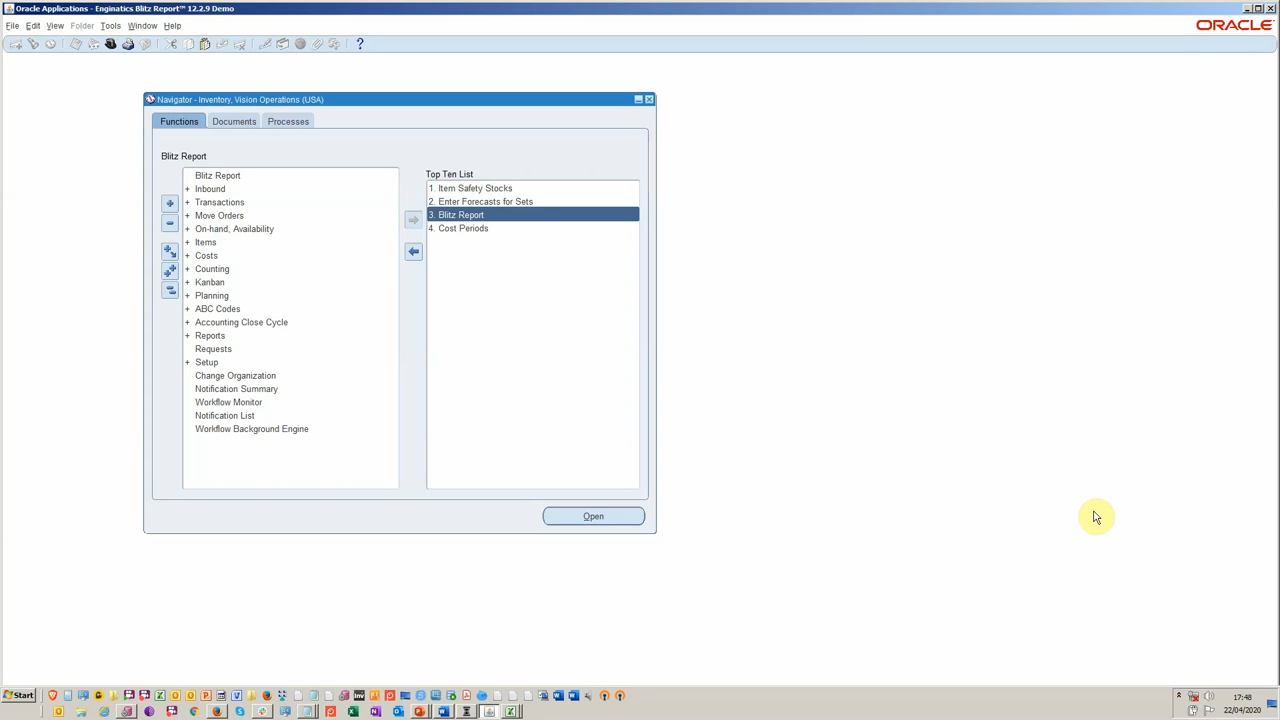 Oracle Applications - Enginatics Blitz Report™ 12.2.9 Demo
File Edit View Folder Tools Window Help
ORACLE
Navigator - Inventory, Vision Operations (USA)
Functions Documents Processes
Blitz Report
Blitz Report
+ Inbound
+ Transactions
+ Move Orders
+ On-hand, Availability
+ Items
+ Costs
+ Counting
+ Kanban
+ Planning
+ ABC Codes
+ Accounting Close Cycle
+ Reports
Requests
+ Setup
Change Organization
Notification Summary
Workflow Monitor
Notification List
Workflow Background Engine
Top Ten List
1. Item Safety Stocks
2. Enter Forecasts for Sets
3. Blitz Report
4. Cost Periods
Open
Start
17:48
22/04/2020